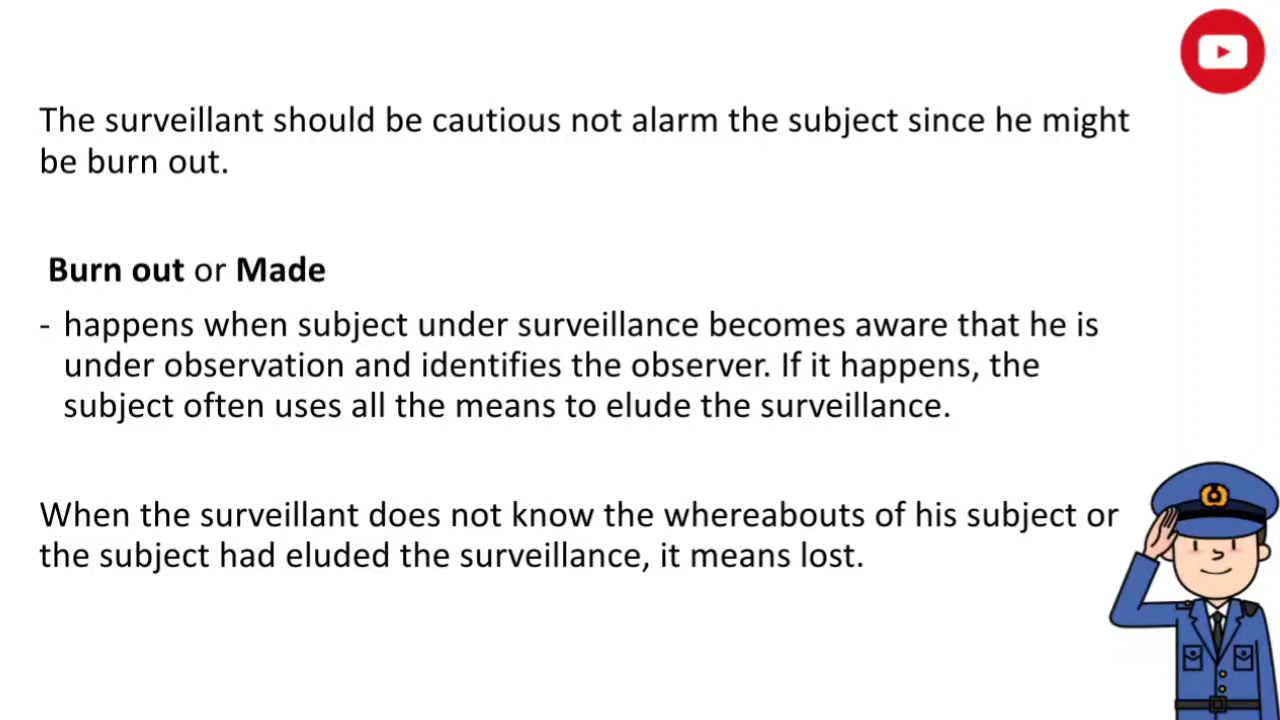 The surveillant should be cautious not alarm the subject since he might
be burn out.
Burn out or Made
- happens when subject under surveillance becomes aware that he is
under observation and identifies the observer. If it happens, the
subject often uses all the means to elude the surveillance.
When the surveillant does not know the whereabouts of his subject or
the subject had eluded the surveillance, it means lost.